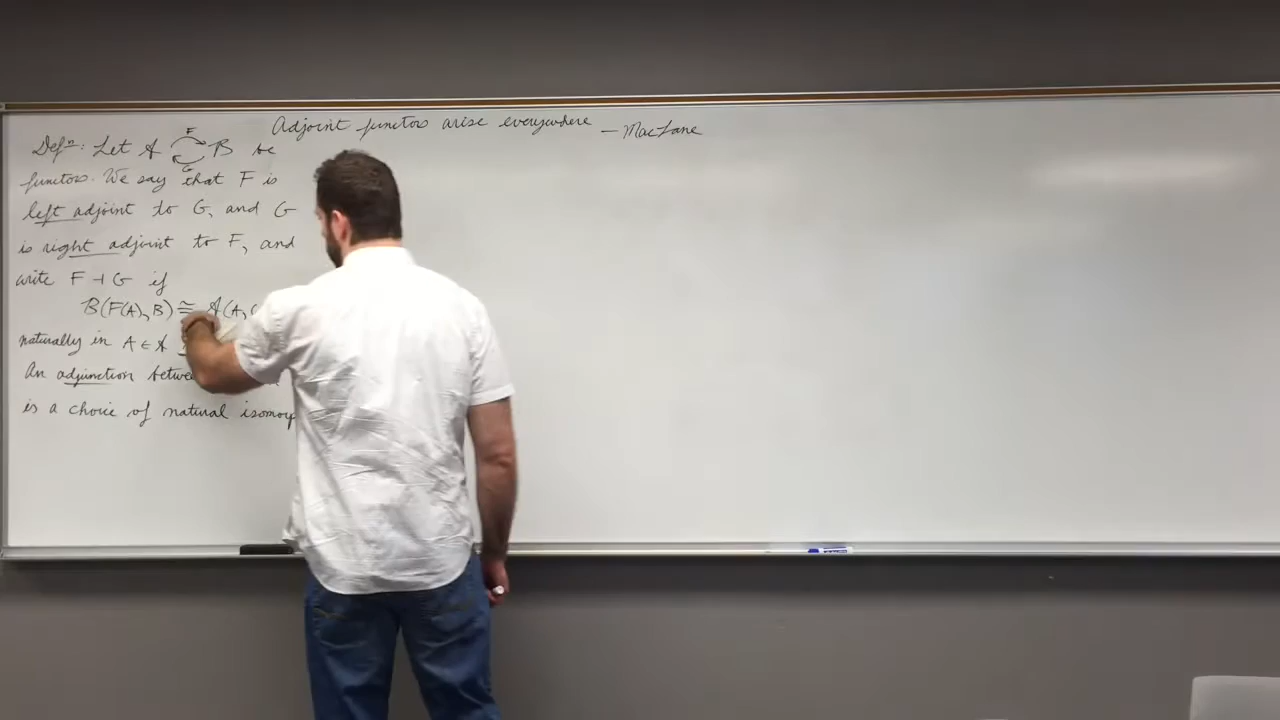 Adjoint functors arise everywhere – MacLane
Defⁿ: Let A F G B be
functors. We say that F is
left adjoint to G, and G
is right adjoint to F, and
write F ⊣ G if
B(F(A), B) ≅ A(A,
naturally in A ∈ A
An adjunction
is a choice of natural